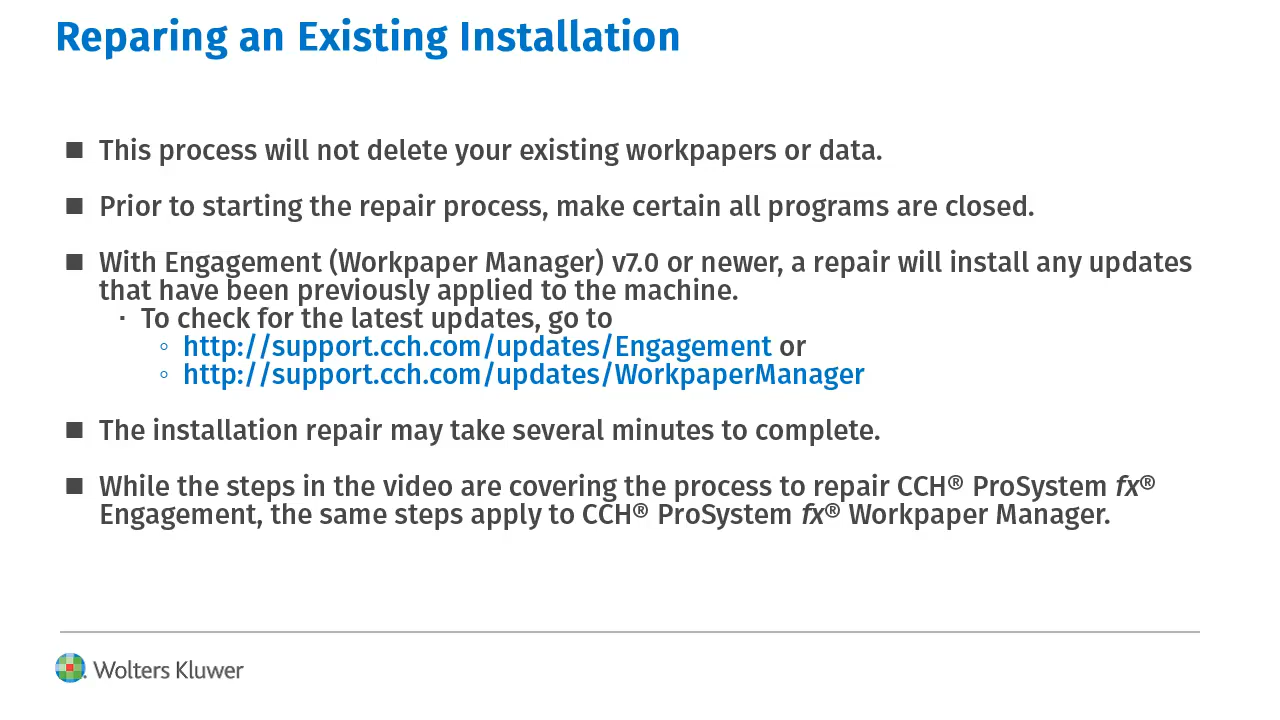 Reparing an Existing Installation
■ This process will not delete your existing workpapers or data.
■ Prior to starting the repair process, make certain all programs are closed.
■ With Engagement (Workpaper Manager) v7.0 or newer, a repair will install any updates
that have been previously applied to the machine.
▪ To check for the latest updates, go to
◦ http://support.cch.com/updates/Engagement or
◦ http://support.cch.com/updates/WorkpaperManager
■ The installation repair may take several minutes to complete.
■ While the steps in the video are covering the process to repair CCH® ProSystem fx®
Engagement, the same steps apply to CCH® ProSystem fx® Workpaper Manager.
Wolters Kluwer